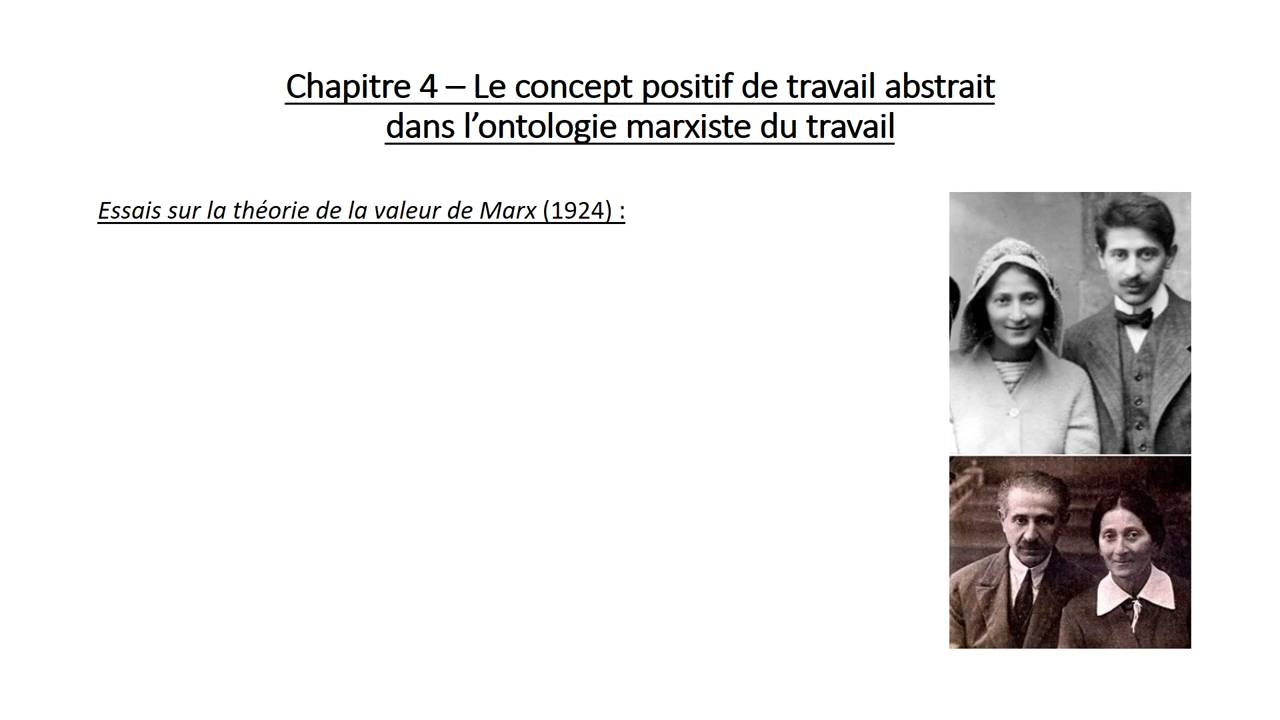 Chapitre 4 – Le concept positif de travail abstrait
dans l’ontologie marxiste du travail
Essais sur la théorie de la valeur de Marx (1924) :